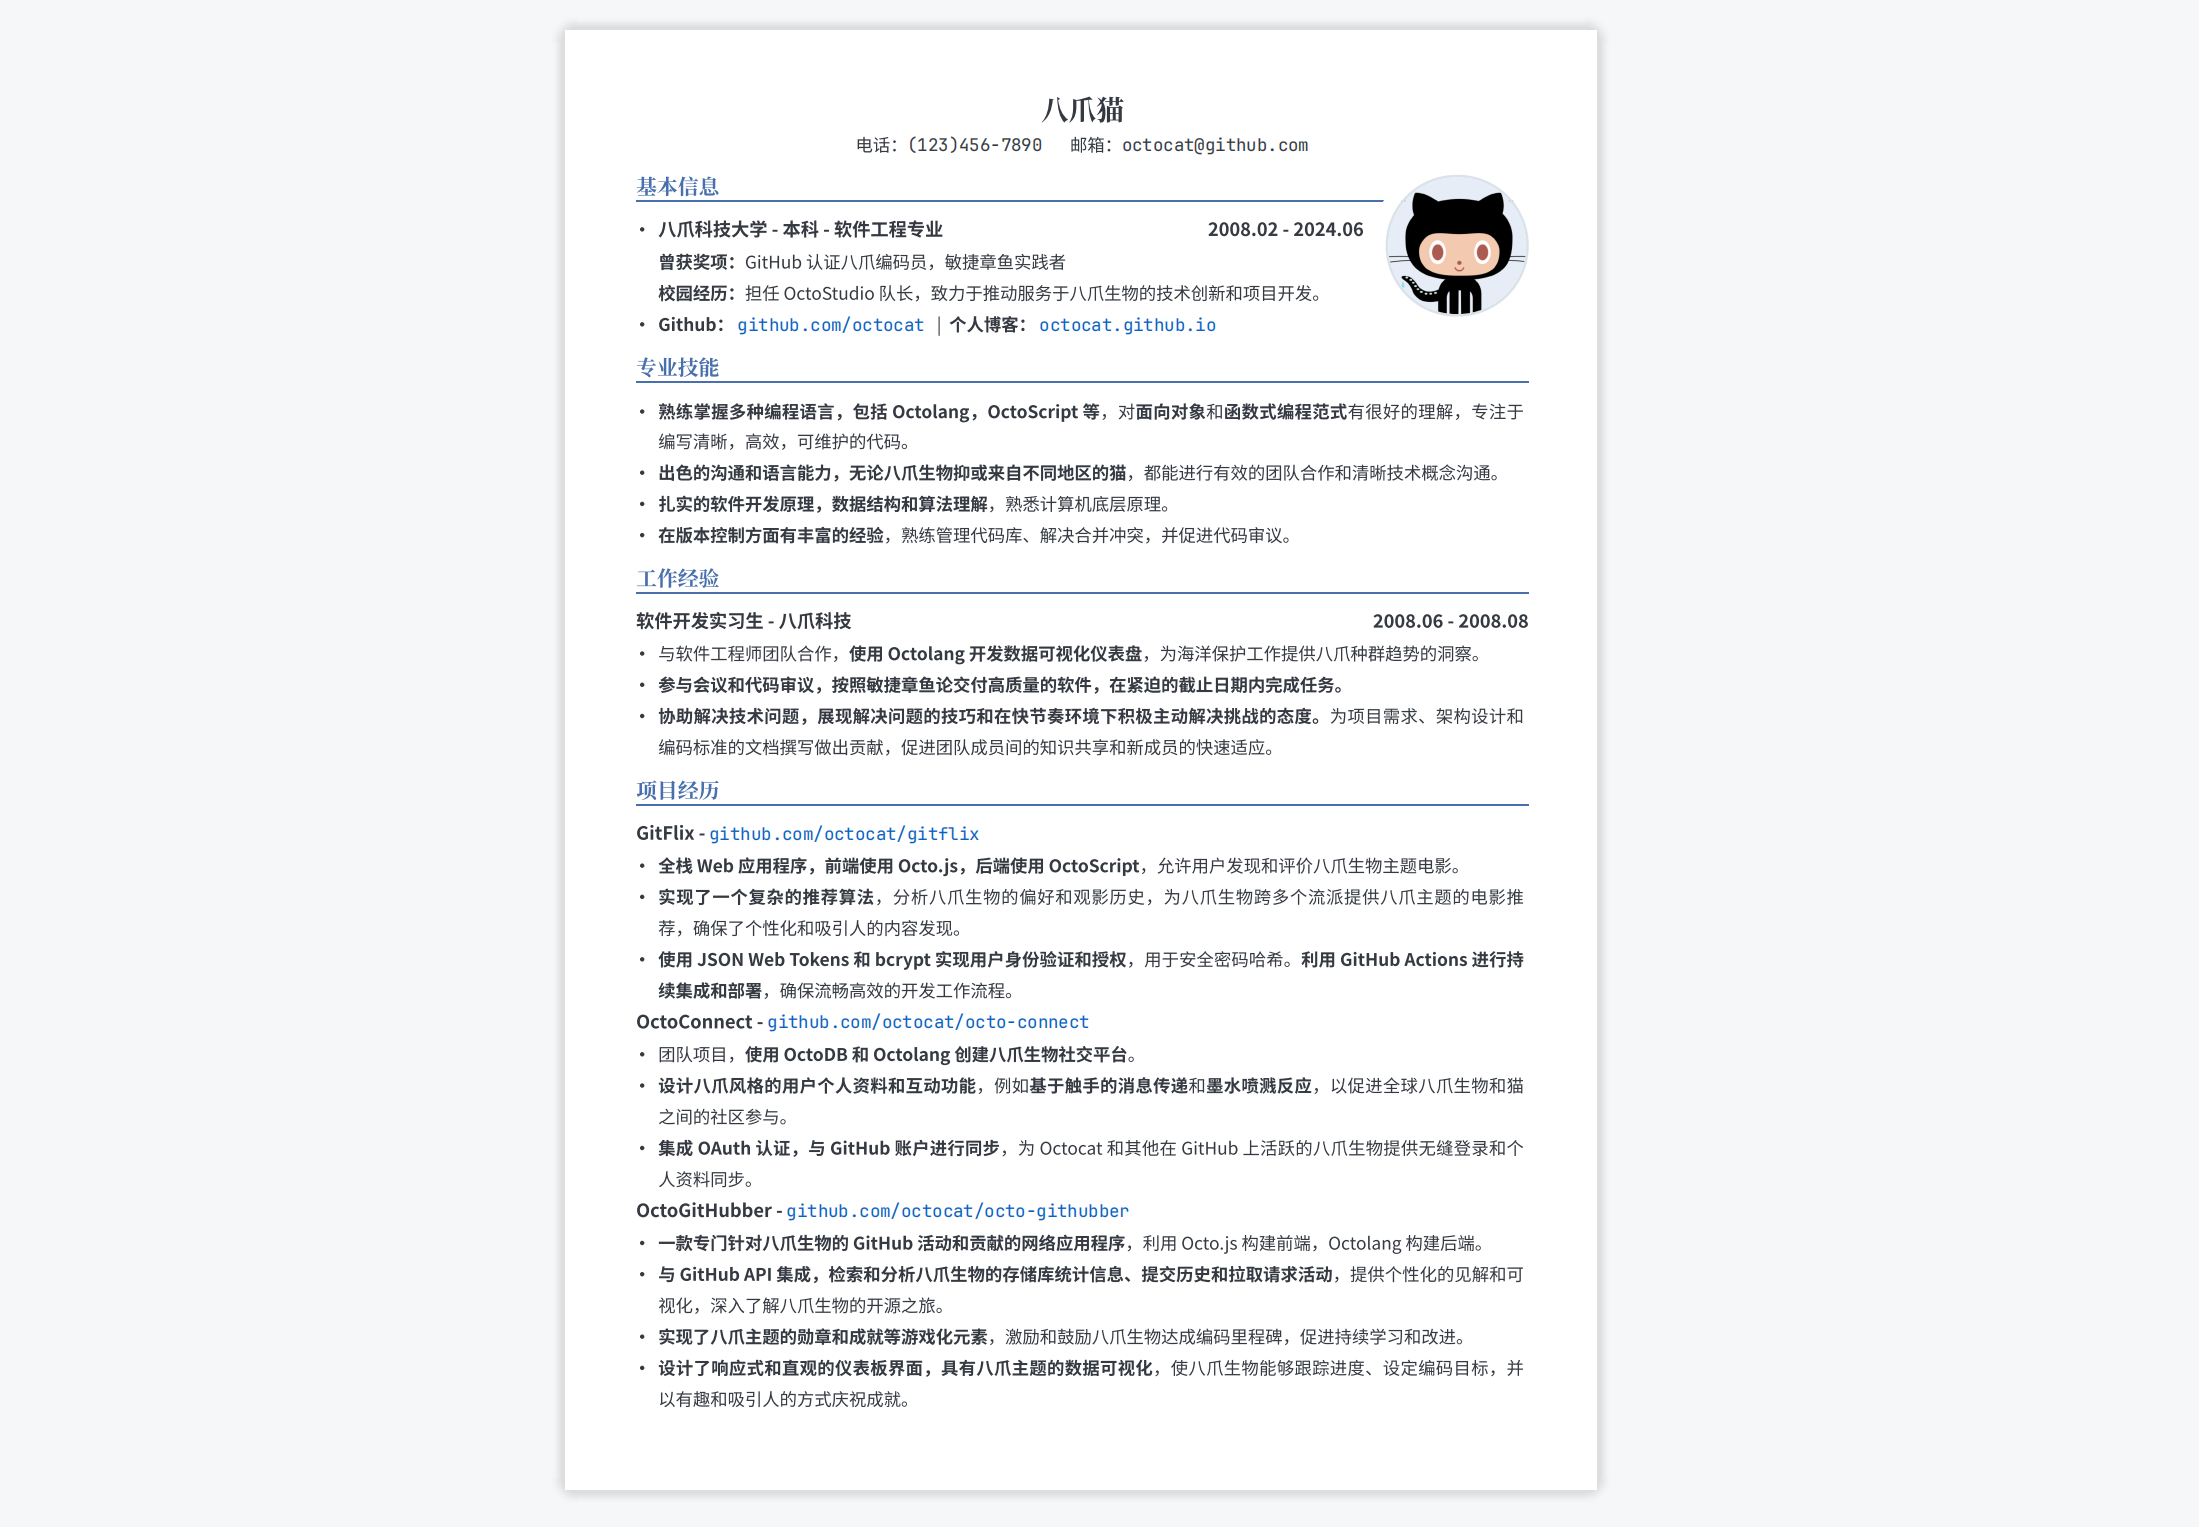 八爪猫
电话：(123)456-7890 邮箱：octocat@github.com
基本信息
• 八爪科技大学 - 本科 - 软件工程专业 2008.02 - 2024.06
曾获奖项：GitHub 认证八爪编码员，敏捷章鱼实践者
校园经历：担任 OctoStudio 队长，致力于推动服务于八爪生物的技术创新和项目开发。
• Github： github.com/octocat | 个人博客： octocat.github.io
专业技能
• 熟练掌握多种编程语言，包括 Octolang，OctoScript 等，对面向对象和函数式编程范式有很好的理解，专注于
编写清晰，高效，可维护的代码。
• 出色的沟通和语言能力，无论八爪生物抑或来自不同地区的猫，都能进行有效的团队合作和清晰技术概念沟通。
• 扎实的软件开发原理，数据结构和算法理解，熟悉计算机底层原理。
• 在版本控制方面有丰富的经验，熟练管理代码库、解决合并冲突，并促进代码审议。
工作经验
软件开发实习生 - 八爪科技 2008.06 - 2008.08
• 与软件工程师团队合作，使用 Octolang 开发数据可视化仪表盘，为海洋保护工作提供八爪种群趋势的洞察。
• 参与会议和代码审议，按照敏捷章鱼论交付高质量的软件，在紧迫的截止日期内完成任务。
• 协助解决技术问题，展现解决问题的技巧和在快节奏环境下积极主动解决挑战的态度。为项目需求、架构设计和
编码标准的文档撰写做出贡献，促进团队成员间的知识共享和新成员的快速适应。
项目经历
GitFlix - github.com/octocat/gitflix
• 全栈 Web 应用程序，前端使用 Octo.js，后端使用 OctoScript，允许用户发现和评价八爪生物主题电影。
• 实现了一个复杂的推荐算法，分析八爪生物的偏好和观影历史，为八爪生物跨多个流派提供八爪主题的电影推
荐，确保了个性化和吸引人的内容发现。
• 使用 JSON Web Tokens 和 bcrypt 实现用户身份验证和授权，用于安全密码哈希。利用 GitHub Actions 进行持
续集成和部署，确保流畅高效的开发工作流程。
OctoConnect - github.com/octocat/octo-connect
• 团队项目，使用 OctoDB 和 Octolang 创建八爪生物社交平台。
• 设计八爪风格的用户个人资料和互动功能，例如基于触手的消息传递和墨水喷溅反应，以促进全球八爪生物和猫
之间的社区参与。
• 集成 OAuth 认证，与 GitHub 账户进行同步，为 Octocat 和其他在 GitHub 上活跃的八爪生物提供无缝登录和个
人资料同步。
OctoGitHubber - github.com/octocat/octo-githubber
• 一款专门针对八爪生物的 GitHub 活动和贡献的网络应用程序，利用 Octo.js 构建前端，Octolang 构建后端。
• 与 GitHub API 集成，检索和分析八爪生物的存储库统计信息、提交历史和拉取请求活动，提供个性化的见解和可
视化，深入了解八爪生物的开源之旅。
• 实现了八爪主题的勋章和成就等游戏化元素，激励和鼓励八爪生物达成编码里程碑，促进持续学习和改进。
• 设计了响应式和直观的仪表板界面，具有八爪主题的数据可视化，使八爪生物能够跟踪进度、设定编码目标，并
以有趣和吸引人的方式庆祝成就。